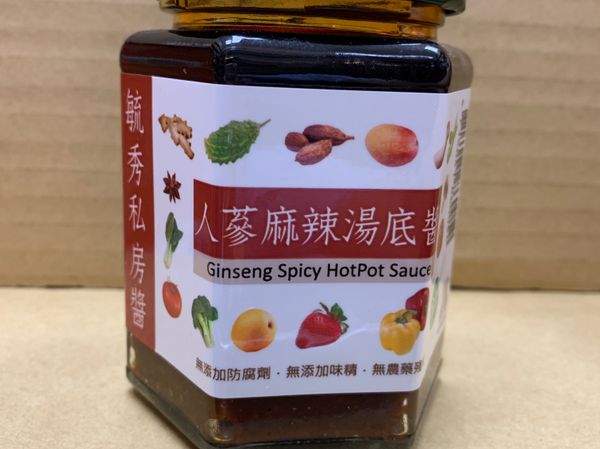 毓秀私房醬
人蔘麻辣湯底醬
Ginseng Spicy HotPot Sauce
無添加防腐劑．無添加味精．無農藥殘